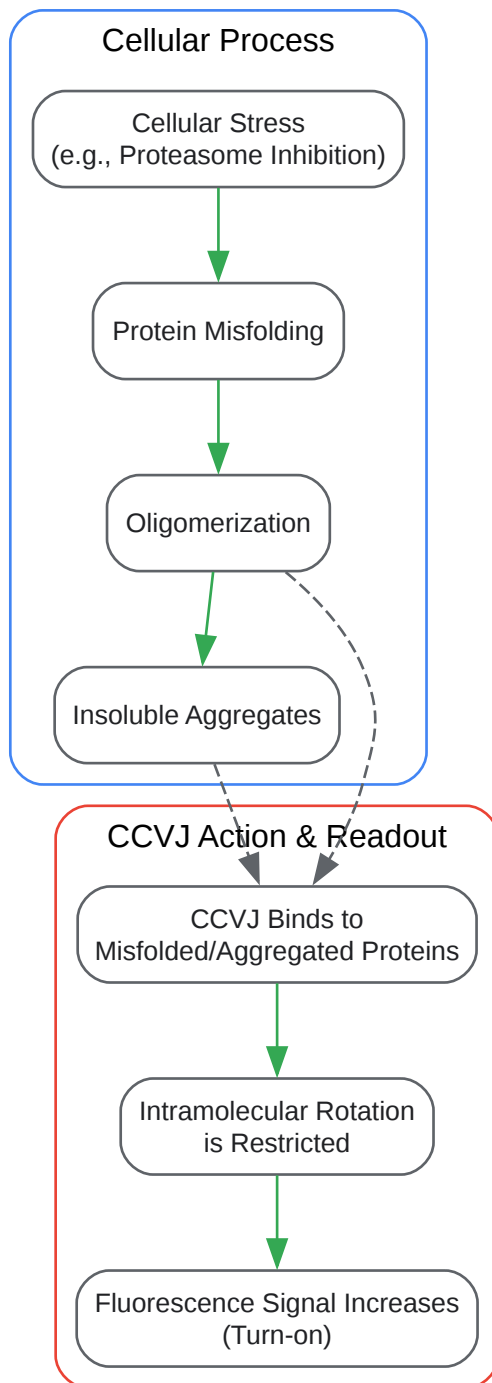 Cellular Process
Cellular Stress
(e.g., Proteasome Inhibition)
Protein Misfolding
Oligomerization
Insoluble Aggregates
CCVJ Action & Readout
CCVJ Binds to
Misfolded/Aggregated Proteins
Intramolecular Rotation
is Restricted
Fluorescence Signal Increases
(Turn-on)